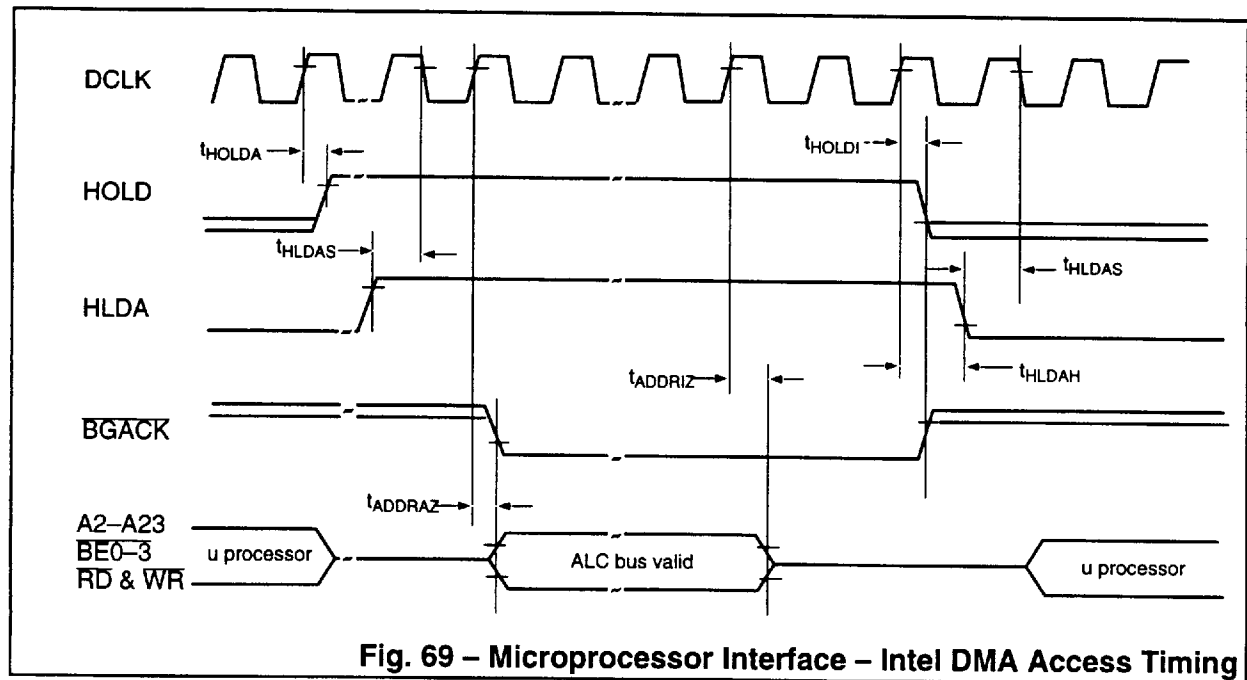 DCLK
tHOLDA
tHOLDI
HOLD
tHLDAS
tHLDAS
HLDA
tADDRIZ
tHLDAH
BGACK
tADDRAZ
A2–A23
BE0–3
RD & WR
u processor
ALC bus valid
u processor
Fig. 69 – Microprocessor Interface – Intel DMA Access Timing